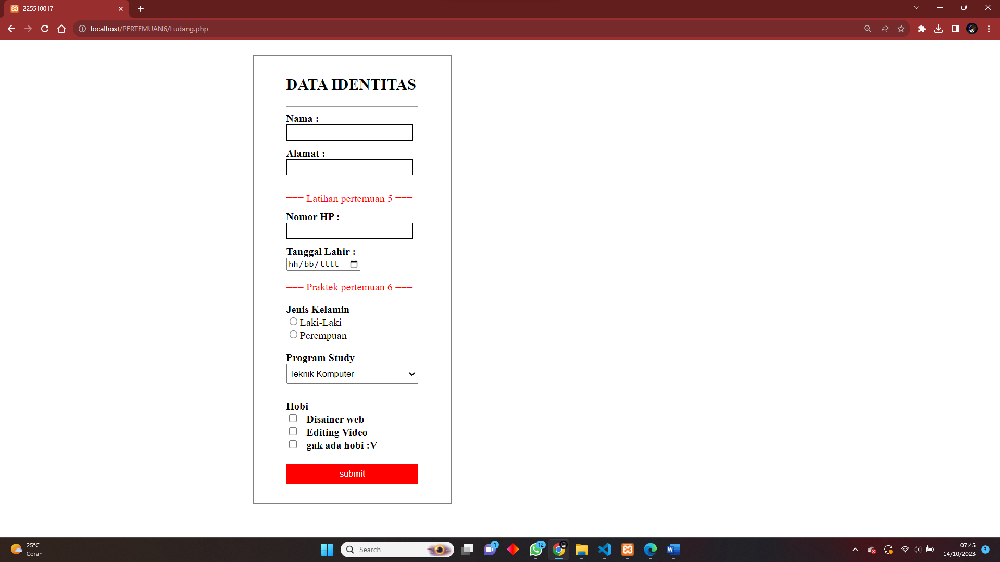 225510017
localhost/PERTEMUAN6/Ludang.php
DATA IDENTITAS
Nama :
Alamat :
=== Latihan pertemuan 5 ===
Nomor HP :
Tanggal Lahir :
hh/bb/tttt
=== Praktek pertemuan 6 ===
Jenis Kelamin
Laki-Laki
Perempuan
Program Study
Teknik Komputer
Hobi
Disainer web
Editing Video
gak ada hobi :V
submit
25°C
Cerah
Search
1
12
W
07:45
14/10/2023
3